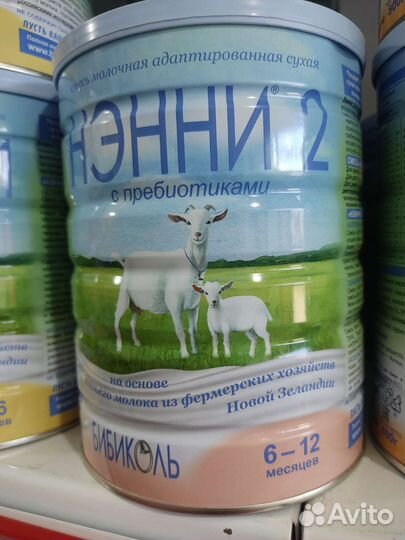 смесь молочная адаптированная сухая
НЭННИ® 2
с пребиотиками
на основе
козьего молока из фермерских хозяйств
Новой Зеландии
БИБИКОЛЬ
6–12
месяцев
Avito